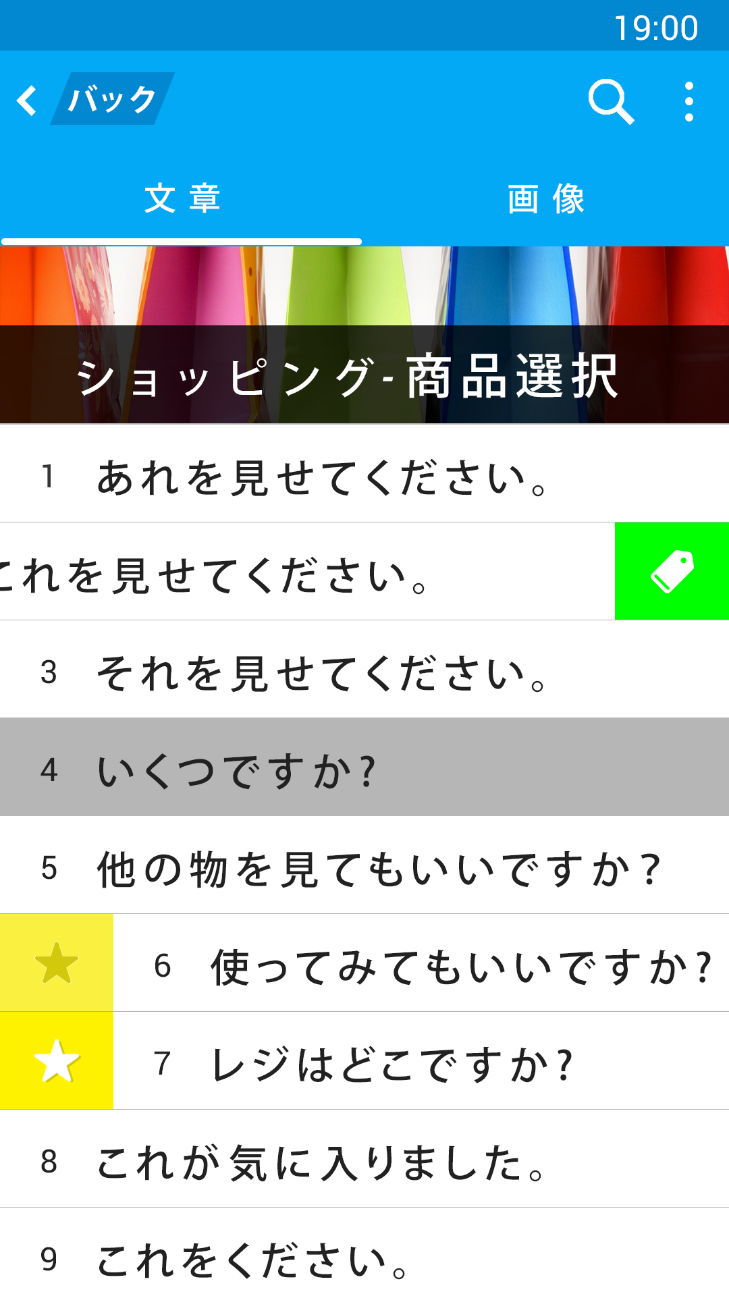 19:00
バック
文章 画像
ショッピング-商品選択
1 あれを見せてください。
これを見せてください。
3 それを見せてください。
4 いくつですか?
5 他の物を見てもいいですか？
6 使ってみてもいいですか?
7 レジはどこですか?
8 これが気に入りました。
9 これをください。